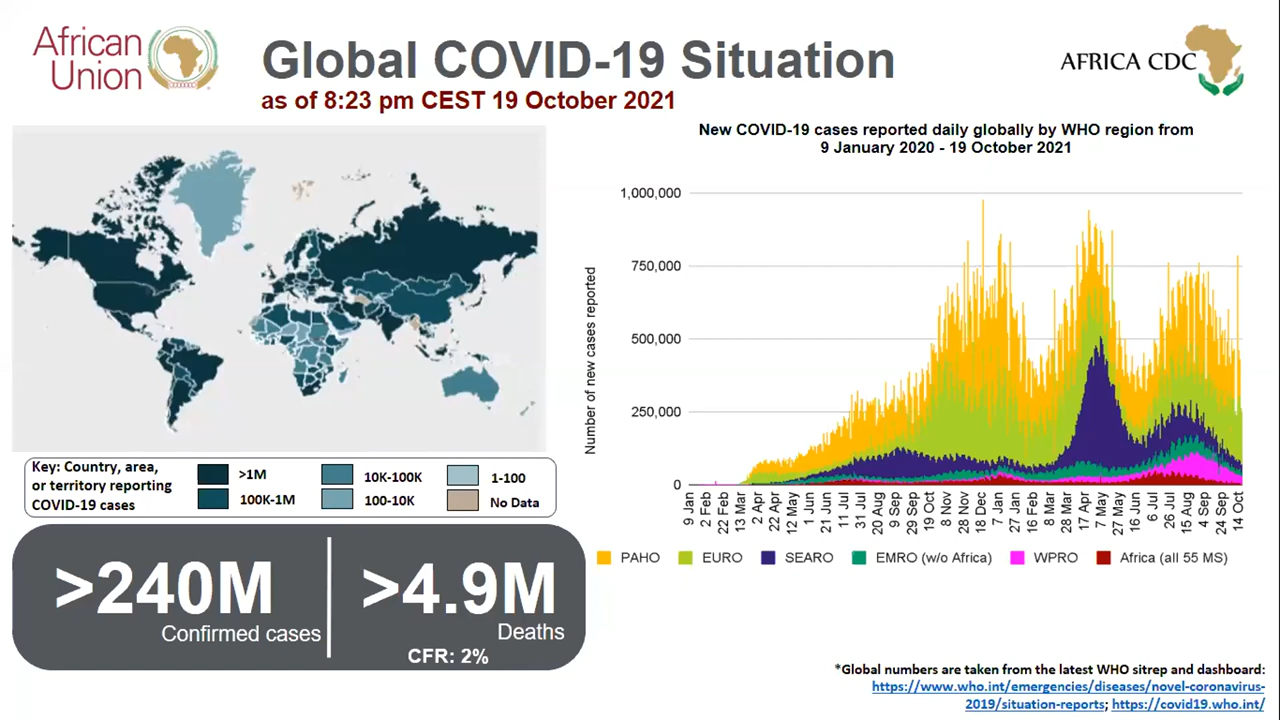 African
Union
Global COVID-19 Situation
as of 8:23 pm CEST 19 October 2021
AFRICA CDC
New COVID-19 cases reported daily globally by WHO region from
9 January 2020 - 19 October 2021
Number of new cases reported
1,000,000
750,000
500,000
250,000
0
9 Jan
2 Feb
22 Feb
13 Mar
2 Apr
22 Apr
12 May
1 Jun
21 Jun
11 Jul
31 Jul
20 Aug
9 Sep
29 Sep
19 Oct
8 Nov
28 Nov
18 Dec
7 Jan
27 Jan
16 Feb
8 Mar
28 Mar
17 Apr
7 May
27 May
16 Jun
6 Jul
26 Jul
15 Aug
4 Sep
24 Sep
14 Oct
PAHO
EURO
SEARO
EMRO (w/o Africa)
WPRO
Africa (all 55 MS)
Key: Country, area,
or territory reporting
COVID-19 cases
>1M
100K-1M
10K-100K
100-10K
1-100
No Data
>240M
Confirmed cases
>4.9M
Deaths
CFR: 2%
*Global numbers are taken from the latest WHO sitrep and dashboard:
https://www.who.int/emergencies/diseases/novel-coronavirus-
2019/situation-reports; https://covid19.who.int/